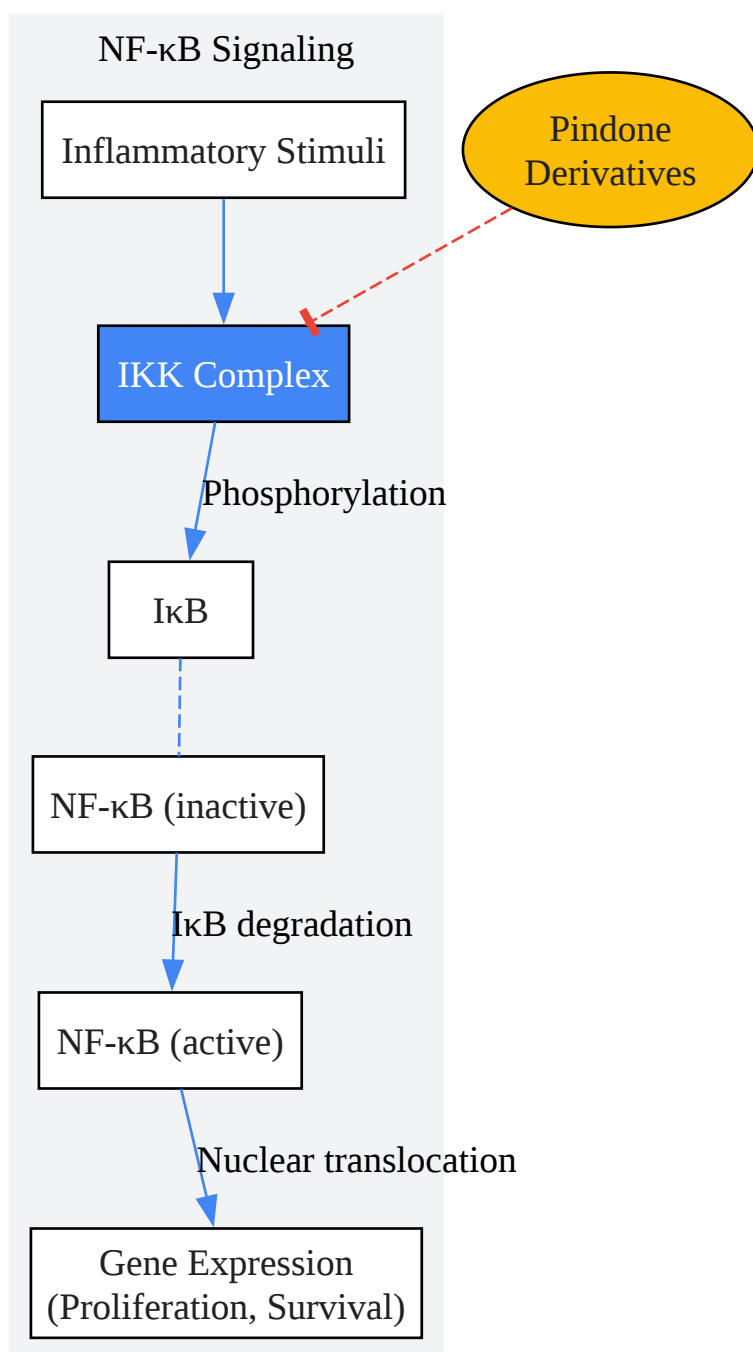 NF-κB Signaling
Inflammatory Stimuli
Pindone
Derivatives
IKK Complex
Phosphorylation
IκB
NF-κB (inactive)
IκB degradation
NF-κB (active)
Nuclear translocation
Gene Expression
(Proliferation, Survival)